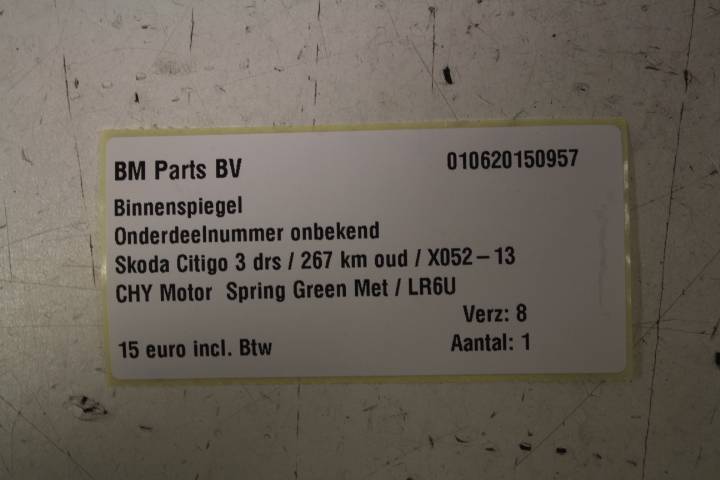 BM Parts BV 010620150957
Binnenspiegel
Onderdeelnummer onbekend
Skoda Citigo 3 drs / 267 km oud / X052-13
CHY Motor Spring Green Met / LR6U
Verz: 8
15 euro incl. Btw Aantal: 1